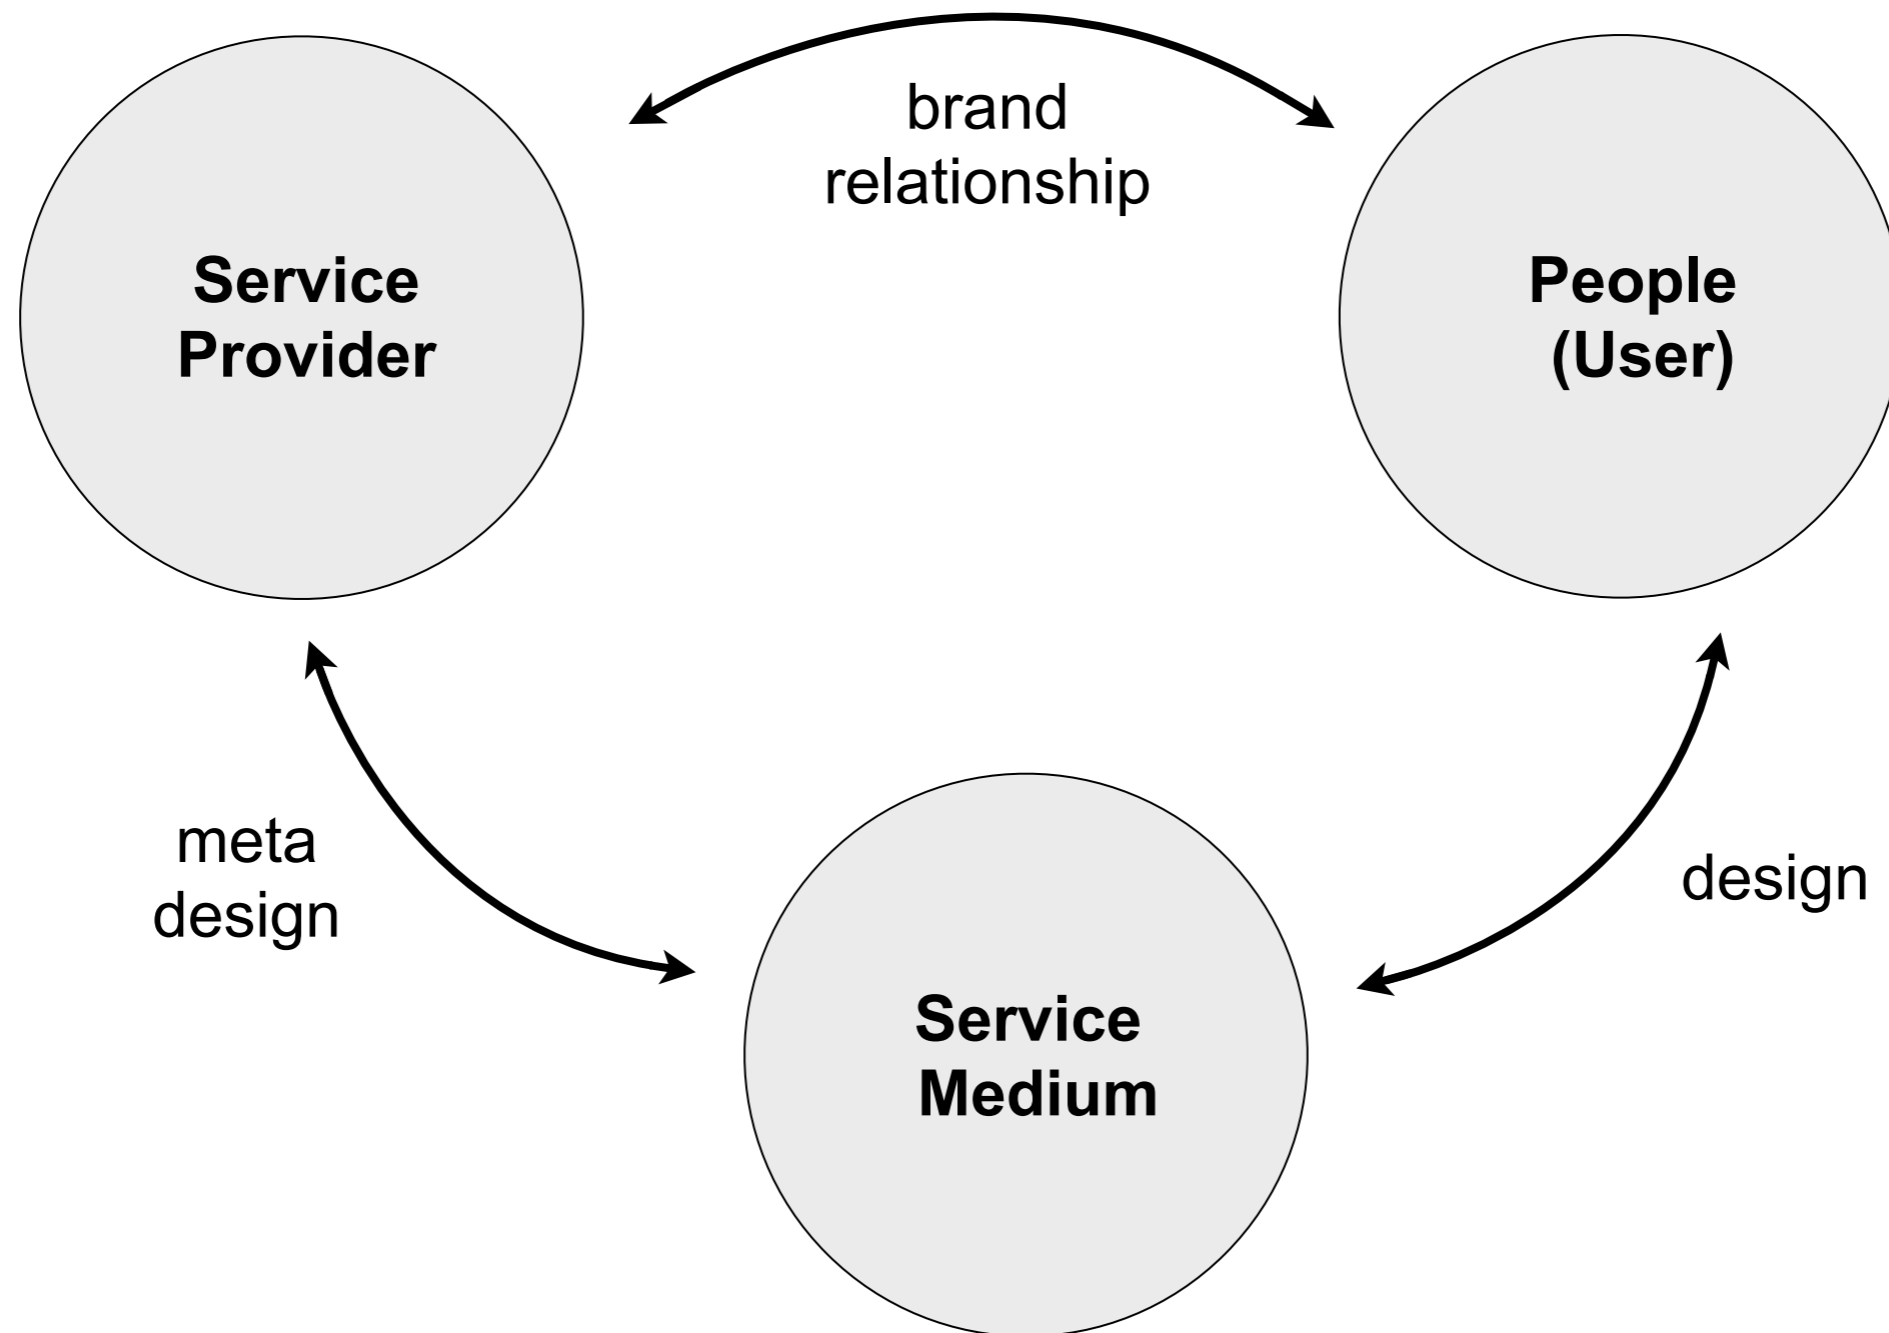 brand
relationship
Service
Provider
People
(User)
meta
design
design
Service
Medium